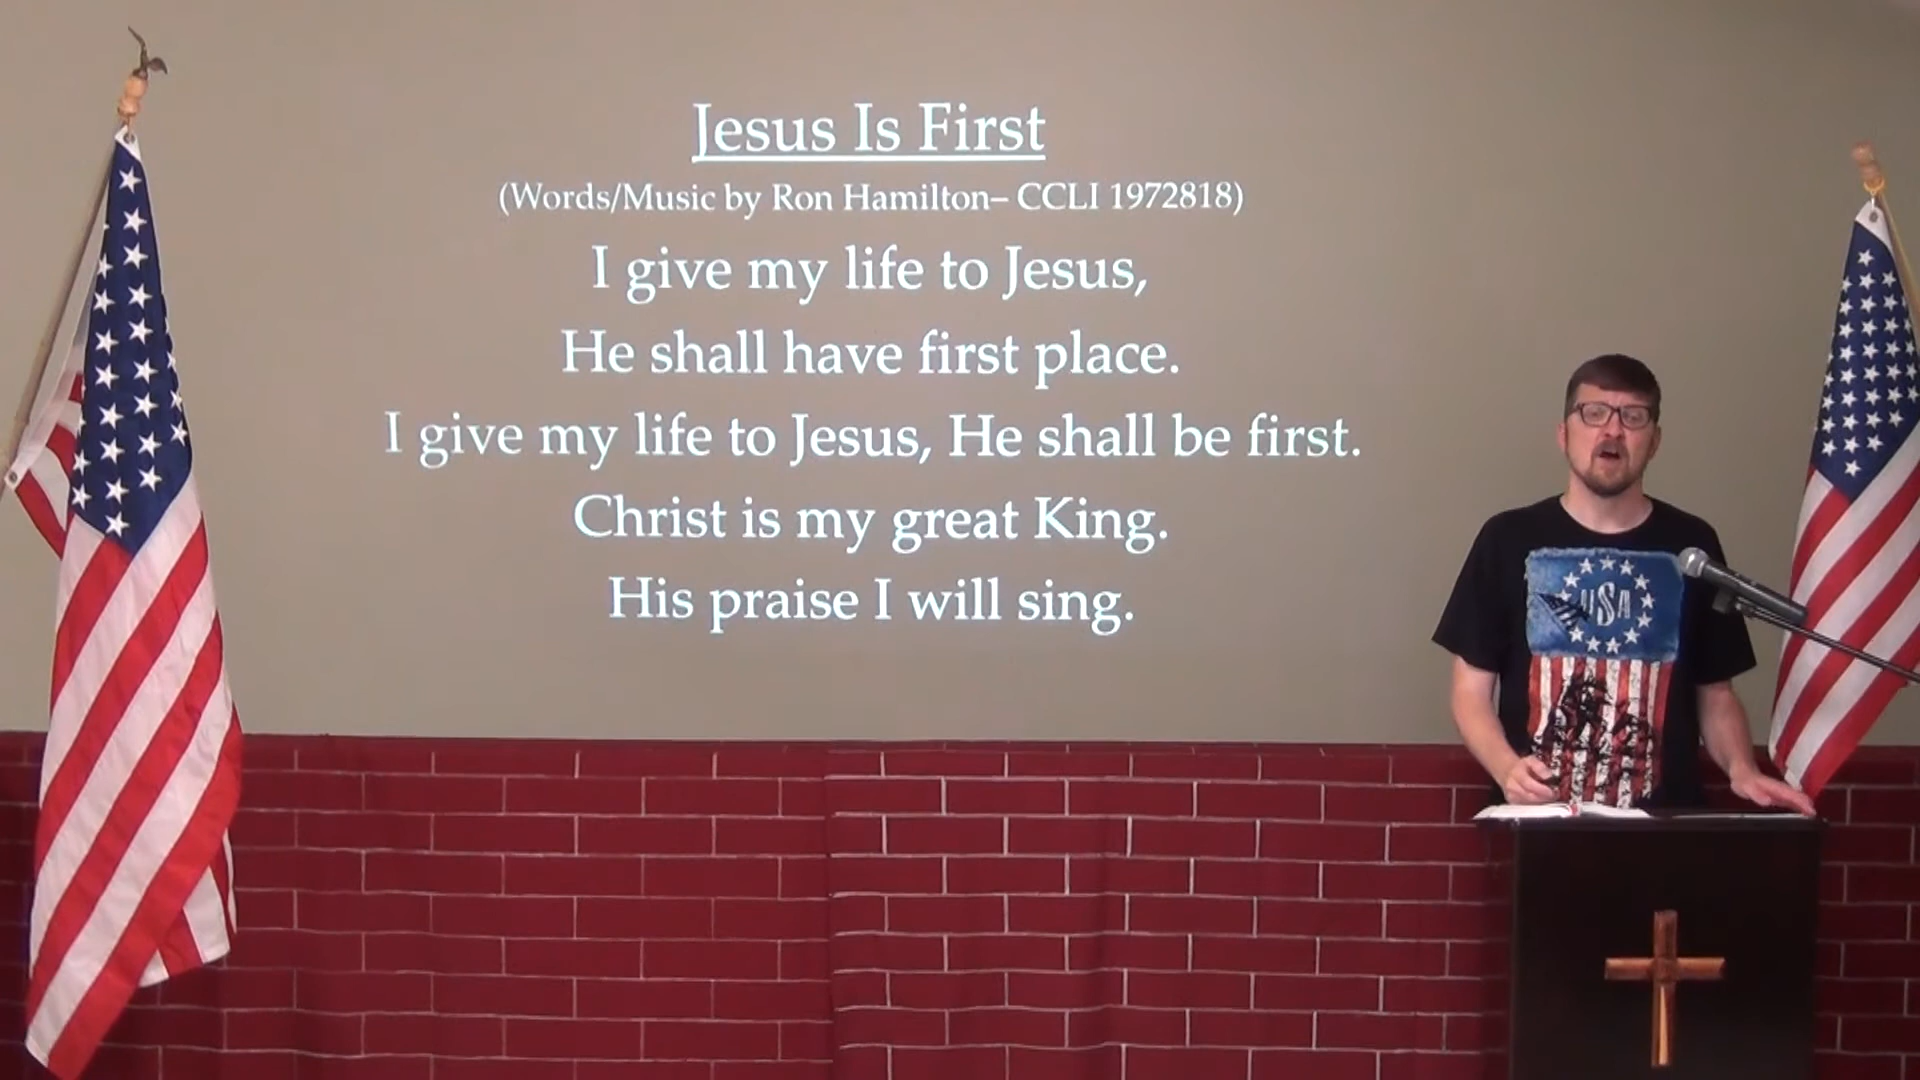 Jesus Is First
(Words/Music by Ron Hamilton– CCLI 1972818)
I give my life to Jesus,
He shall have first place.
I give my life to Jesus, He shall be first.
Christ is my great King.
His praise I will sing.
USA